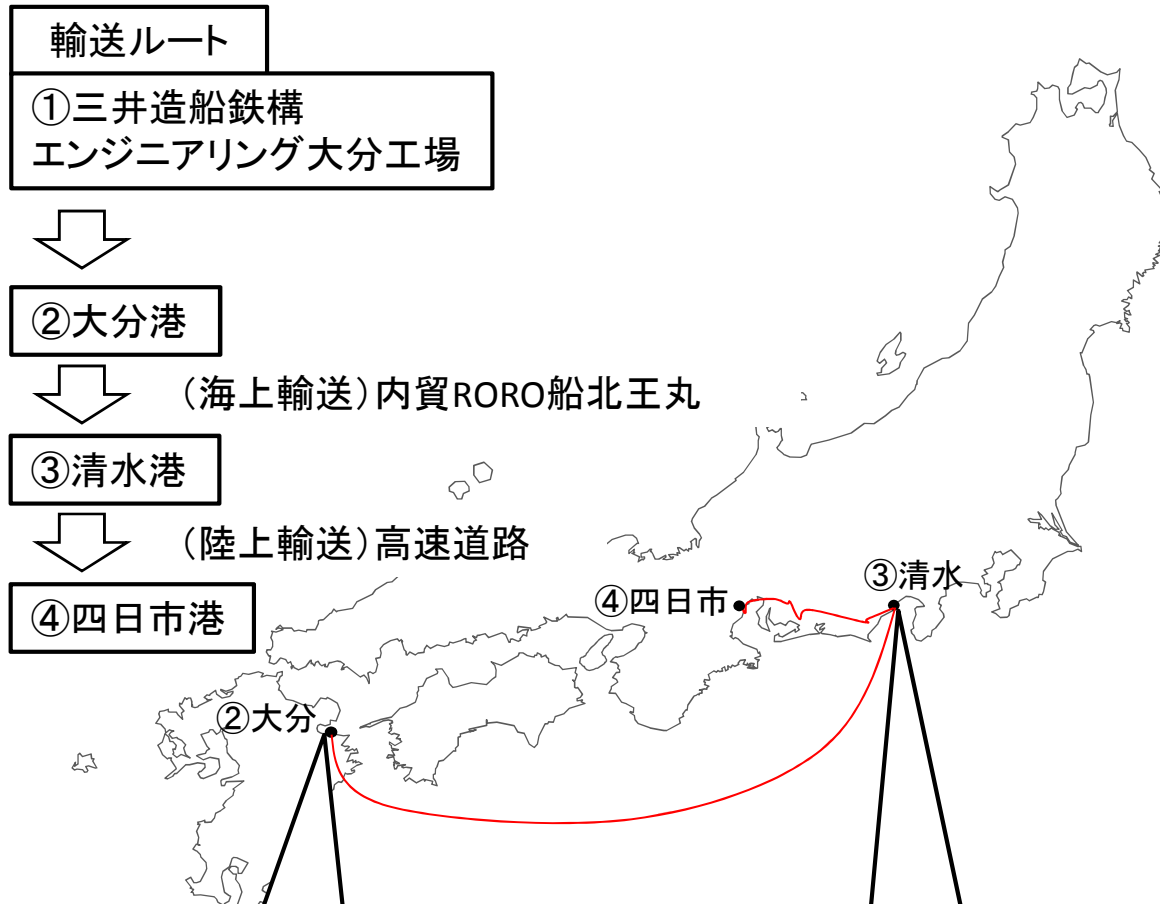 輸送ルート
①三井造船鉄構
エンジニアリング大分工場
②大分港
（海上輸送）内貿RORO船北王丸
③清水港
（陸上輸送）高速道路
④四日市港
③清水
④四日市
②大分